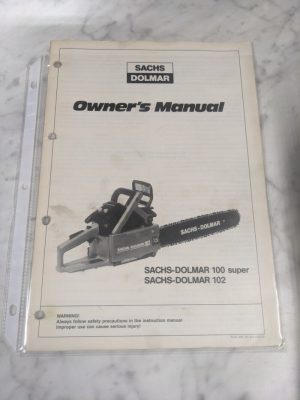 SACHS
DOLMAR
Owner's Manual
SACHS-DOLMAR
SACHS-DOLMAR 100 super
SACHS-DOLMAR 102
WARNING!
Always follow safety precautions in the instruction manual
Improper use can cause serious injury!